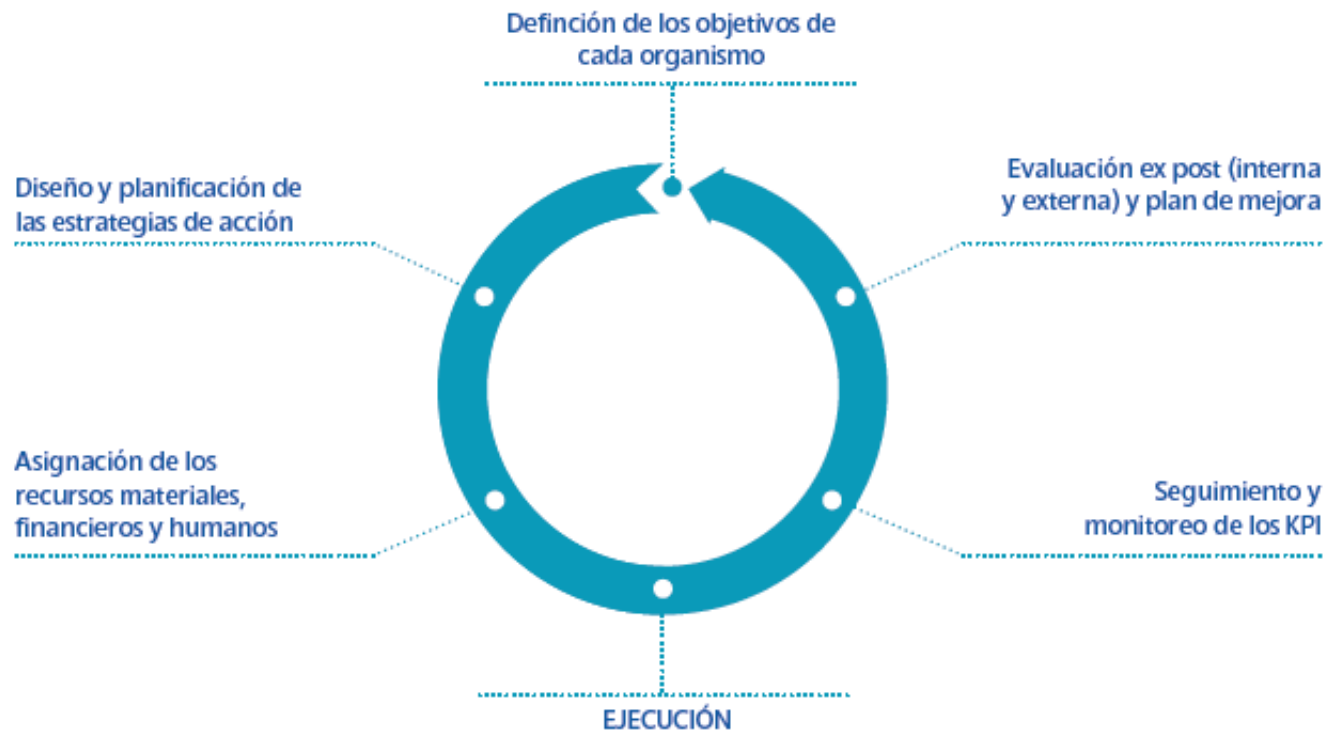 Definción de los objetivos de
cada organismo
Diseño y planificación de
las estrategias de acción
Evaluación ex post (interna
y externa) y plan de mejora
Asignación de los
recursos materiales,
financieros y humanos
Seguimiento y
monitoreo de los KPI
EJECUCIÓN